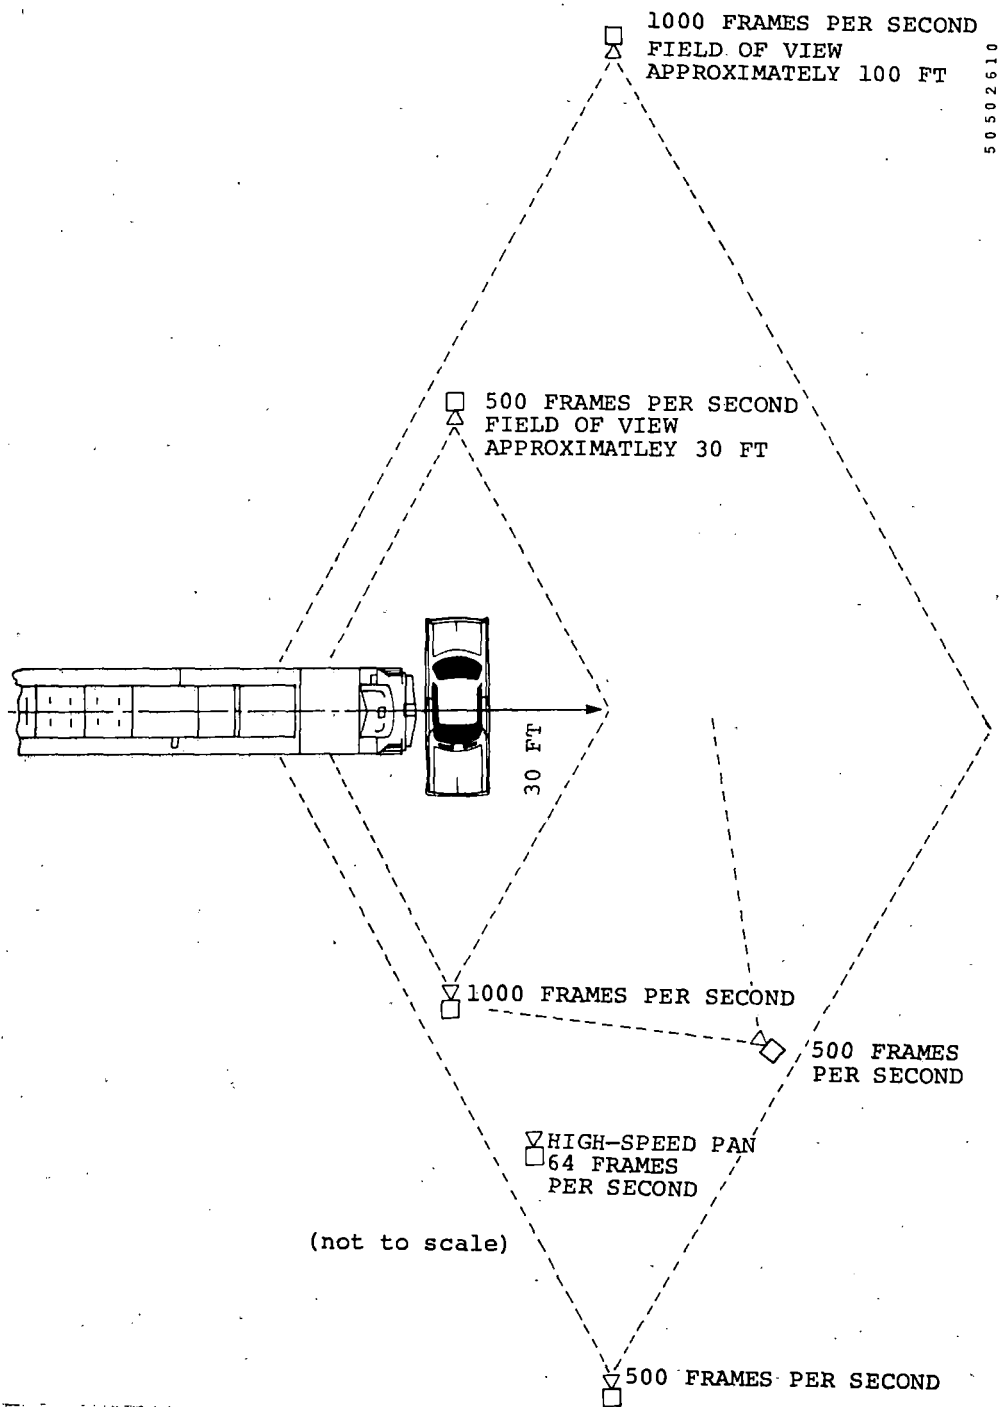 1000 FRAMES PER SECOND
FIELD OF VIEW
APPROXIMATELY 100 FT
50502610
500 FRAMES PER SECOND
FIELD OF VIEW
APPROXIMATLEY 30 FT
30 FT
1000 FRAMES PER SECOND
500 FRAMES
PER SECOND
HIGH-SPEED PAN
64 FRAMES
PER SECOND
(not to scale)
500 FRAMES PER SECOND